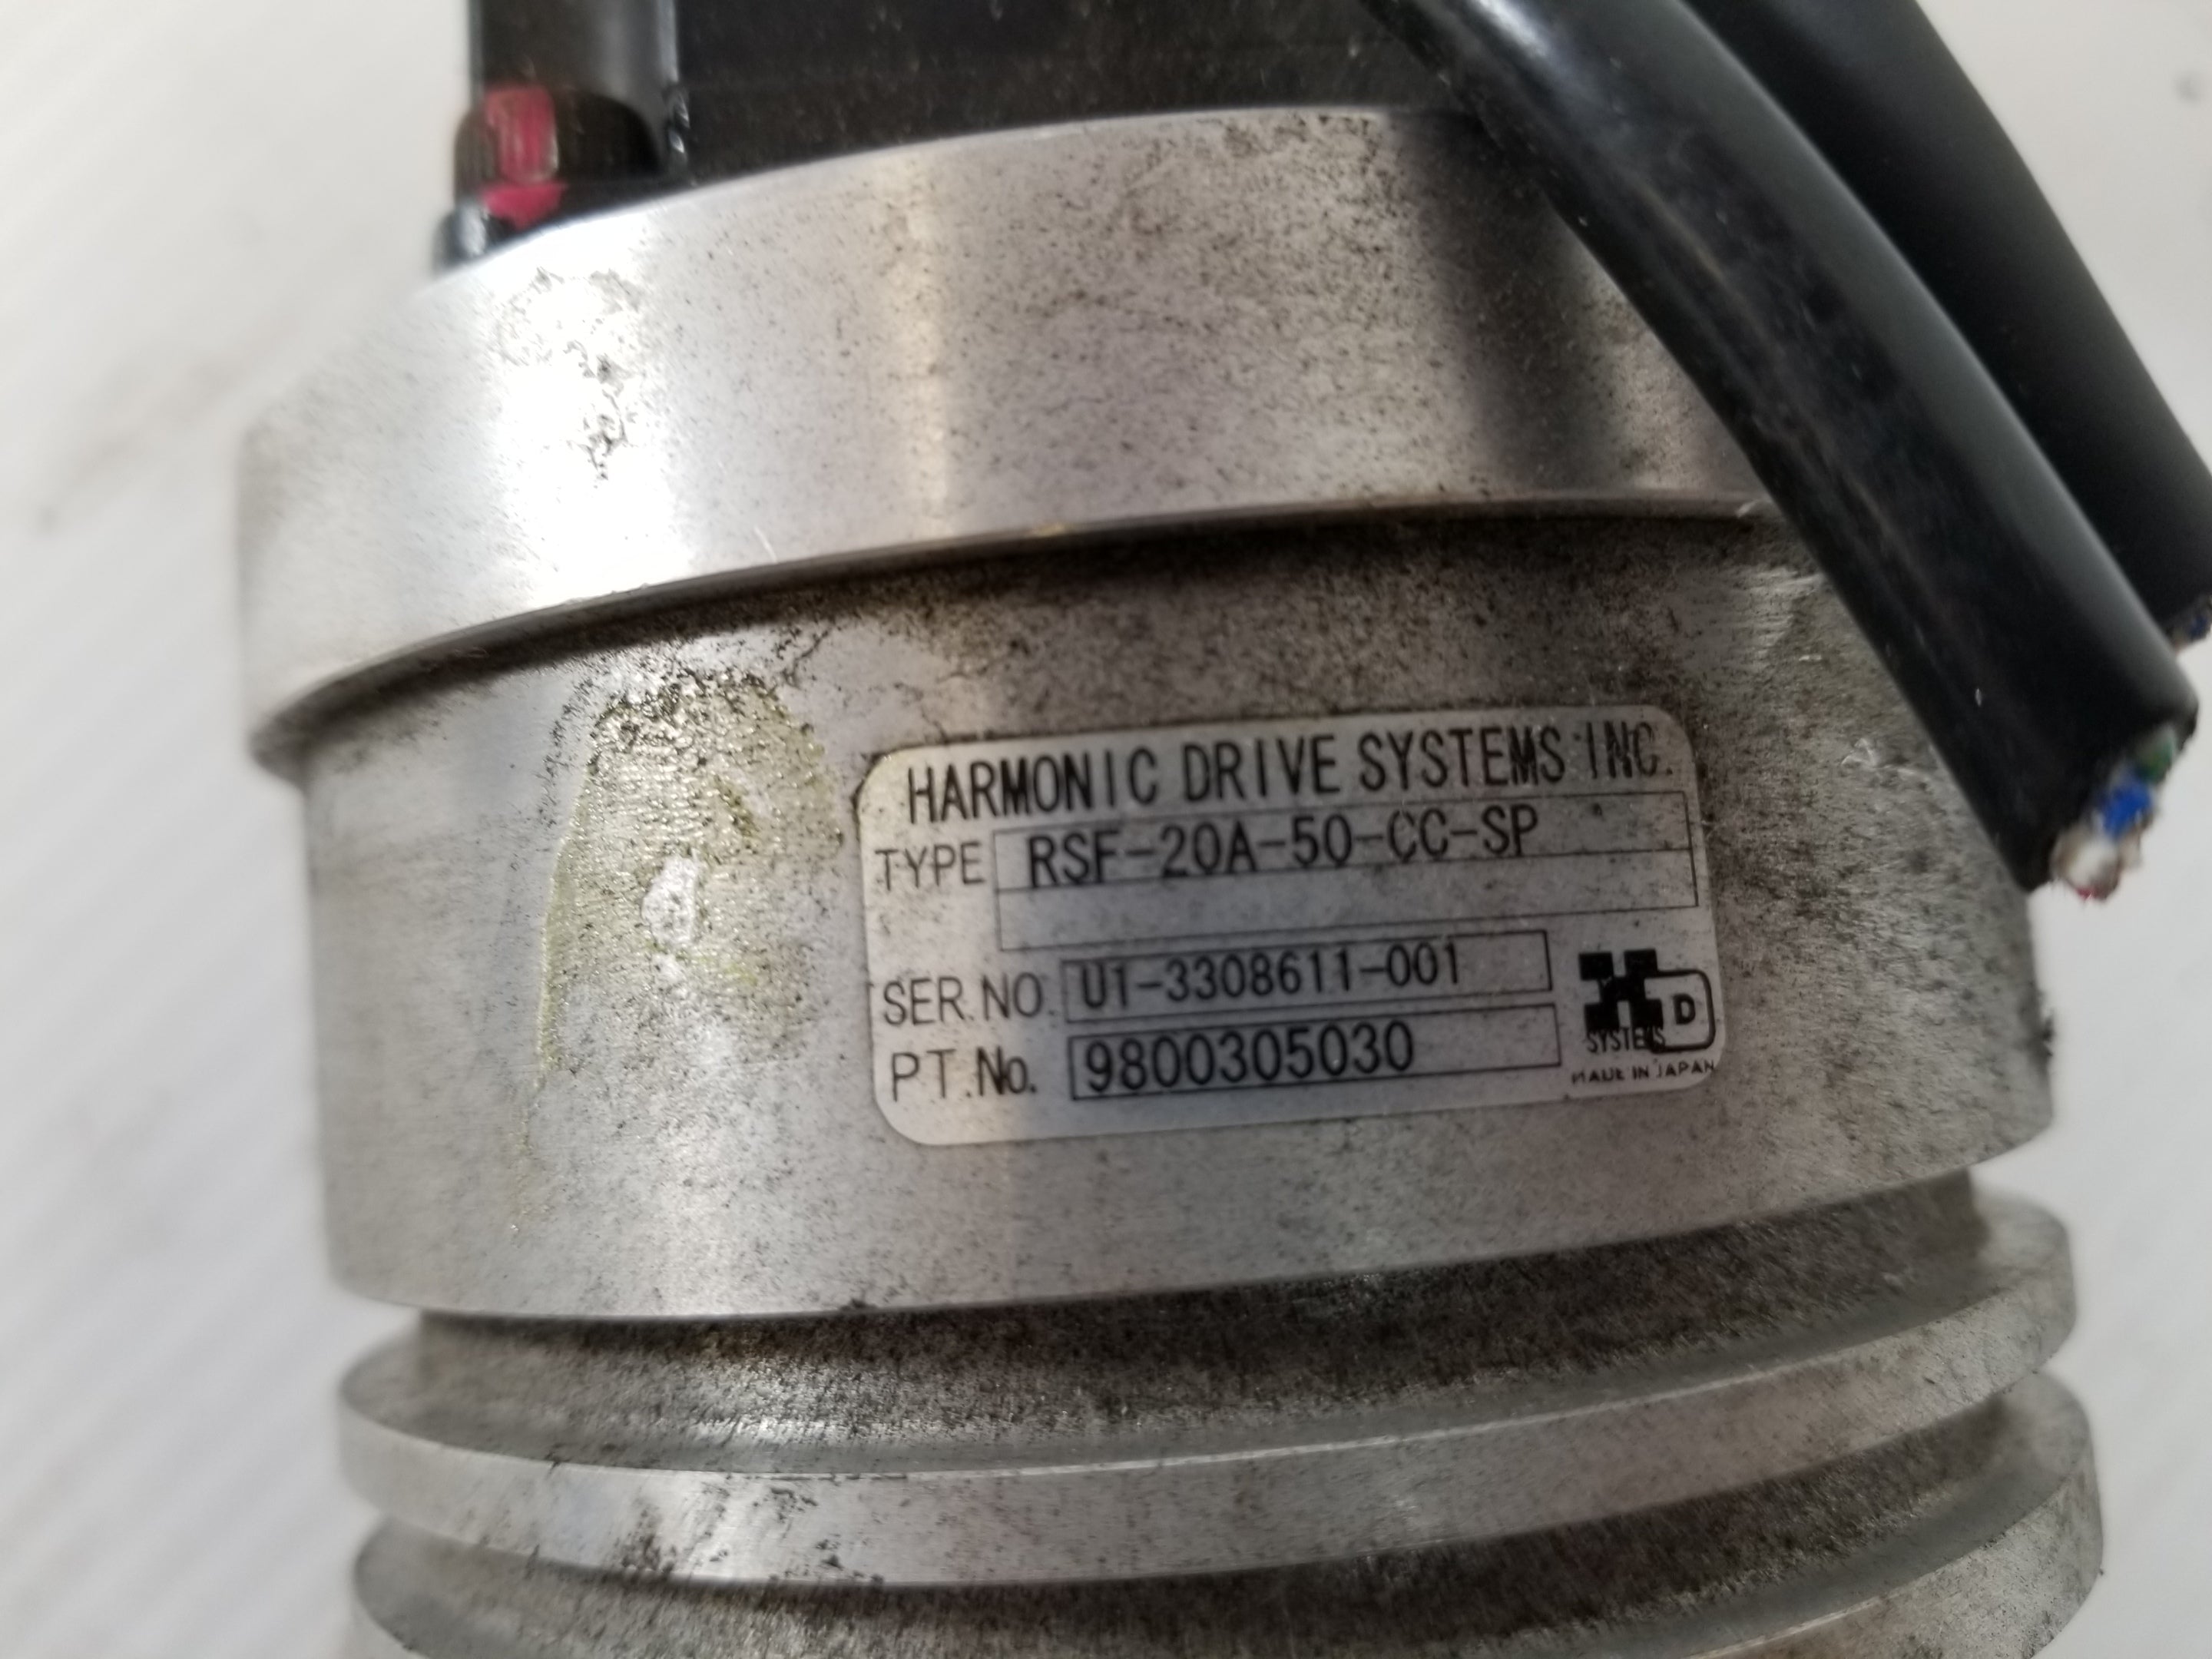 HARMONIC DRIVE SYSTEMS INC.
TYPE RSF-20A-50-CC-SP
SER.NO. U1-3308611-001
PT.No. 9800305030
H D
SYSTEMS
MADE IN JAPAN